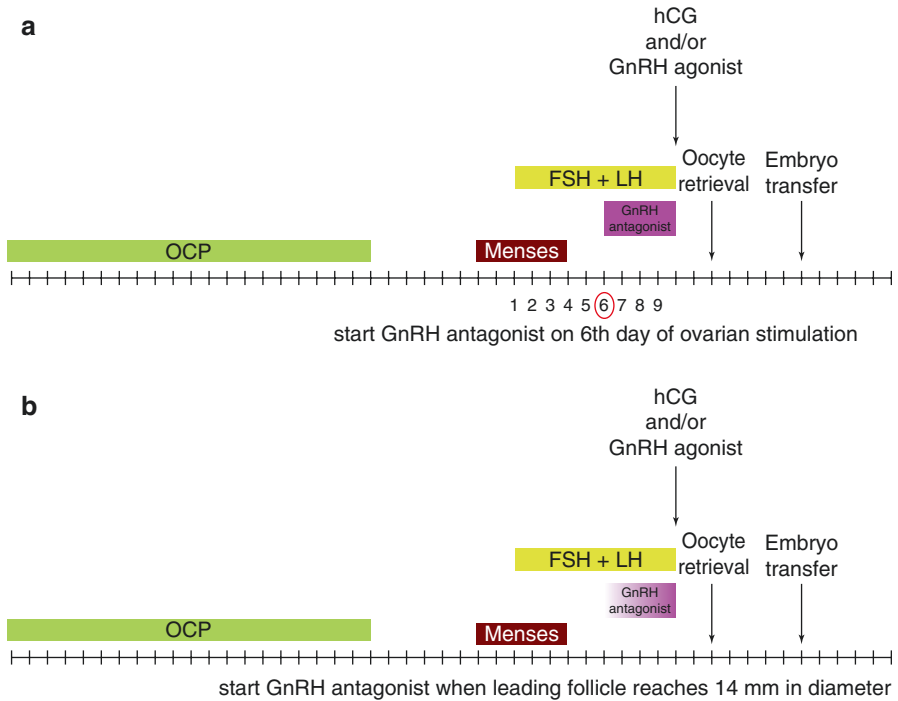 a
hCG
and/or
GnRH agonist
Oocyte
retrieval
Embryo
transfer
FSH + LH
GnRH
antagonist
OCP
Menses
1 2 3 4 5 6 7 8 9
start GnRH antagonist on 6th day of ovarian stimulation
b
hCG
and/or
GnRH agonist
Oocyte
retrieval
Embryo
transfer
FSH + LH
GnRH
antagonist
OCP
Menses
start GnRH antagonist when leading follicle reaches 14 mm in diameter